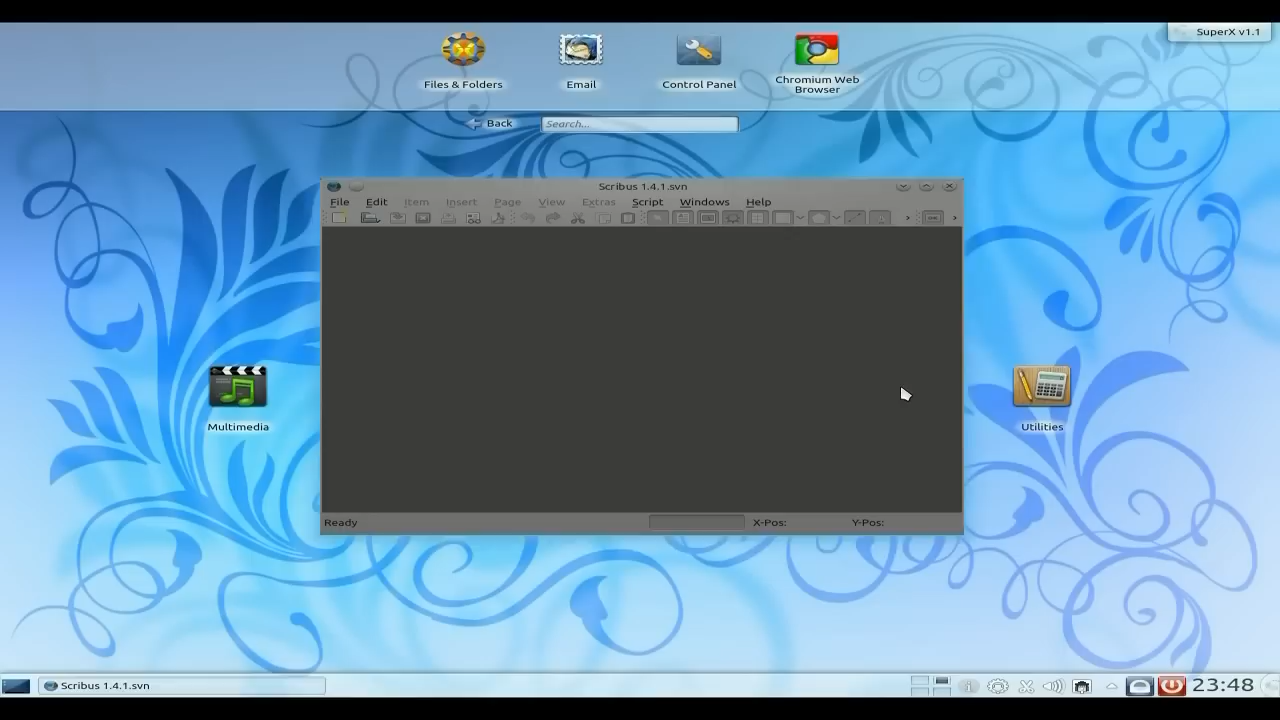 SuperX v1.1
Files & Folders
Email
Control Panel
Chromium Web
Browser
Back
Search...
Scribus 1.4.1.svn
File Edit Item Insert Page View Extras Script Windows Help
Multimedia
Utilities
Ready X-Pos: Y-Pos:
Scribus 1.4.1.svn
23:48